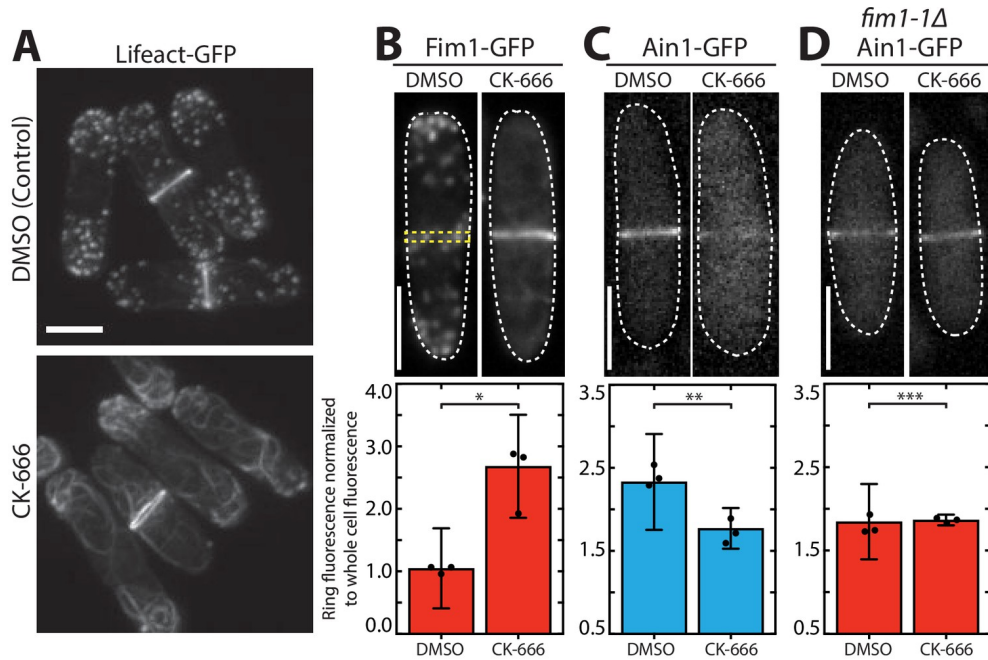 A
Lifeact-GFP
DMSO (Control)
CK-666
B
Fim1-GFP
DMSO CK-666
Ring fluorescence normalized
to whole cell fluorescence
4.0
3.0
2.0
1.0
0.0
*
DMSO CK-666
C
Ain1-GFP
DMSO CK-666
3.5
2.5
1.5
0.5
**
DMSO CK-666
D
fim1-1Δ
Ain1-GFP
DMSO CK-666
3.5
2.5
1.5
0.5
***
DMSO CK-666